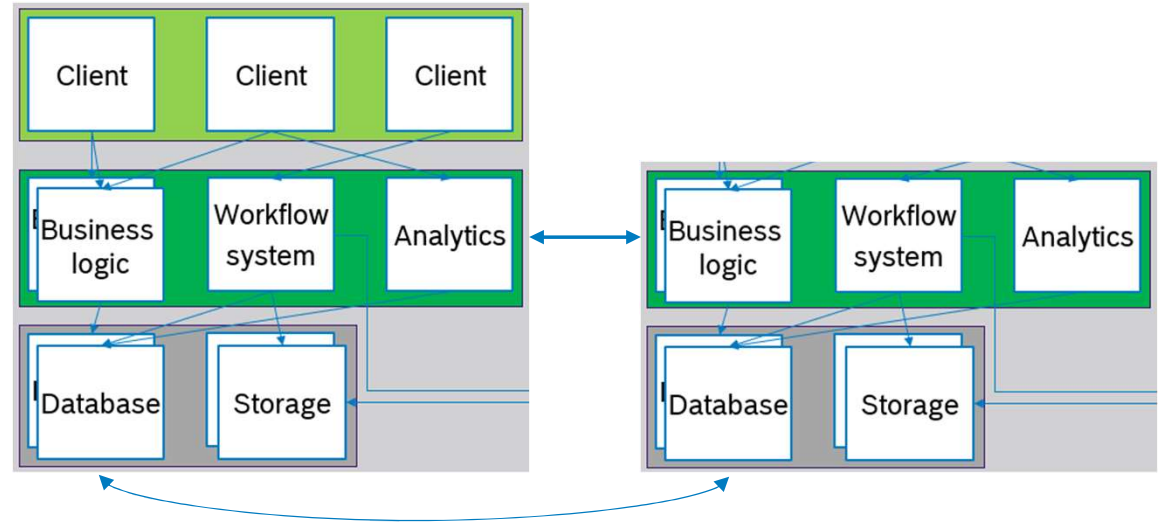 Client
Client
Client
Business
logic
Workflow
system
Analytics
Database
Storage
Business
logic
Workflow
system
Analytics
Database
Storage